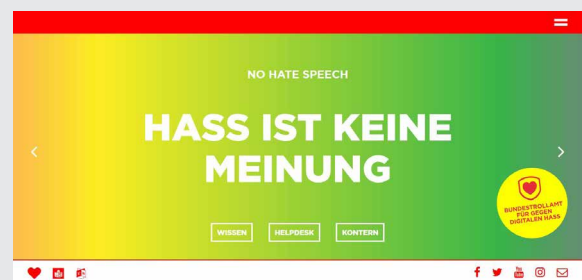 NO HATE SPEECH
HASS IST KEINE
MEINUNG
WISSEN
HELPDESK
KONTERN
BUNDESTROLLAMT
FÜR GEGEN
DIGITALEN HASS